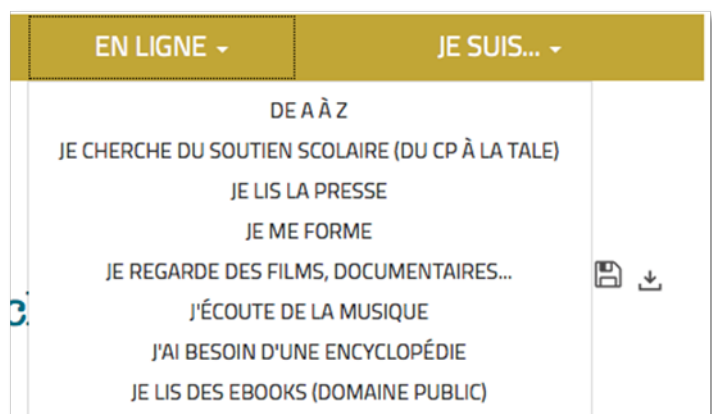 EN LIGNE JE SUIS...
DE A À Z
JE CHERCHE DU SOUTIEN SCOLAIRE (DU CP À LA TALE)
JE LIS LA PRESSE
JE ME FORME
JE REGARDE DES FILMS, DOCUMENTAIRES...
J'ÉCOUTE DE LA MUSIQUE
J'AI BESOIN D'UNE ENCYCLOPÉDIE
JE LIS DES EBOOKS (DOMAINE PUBLIC)